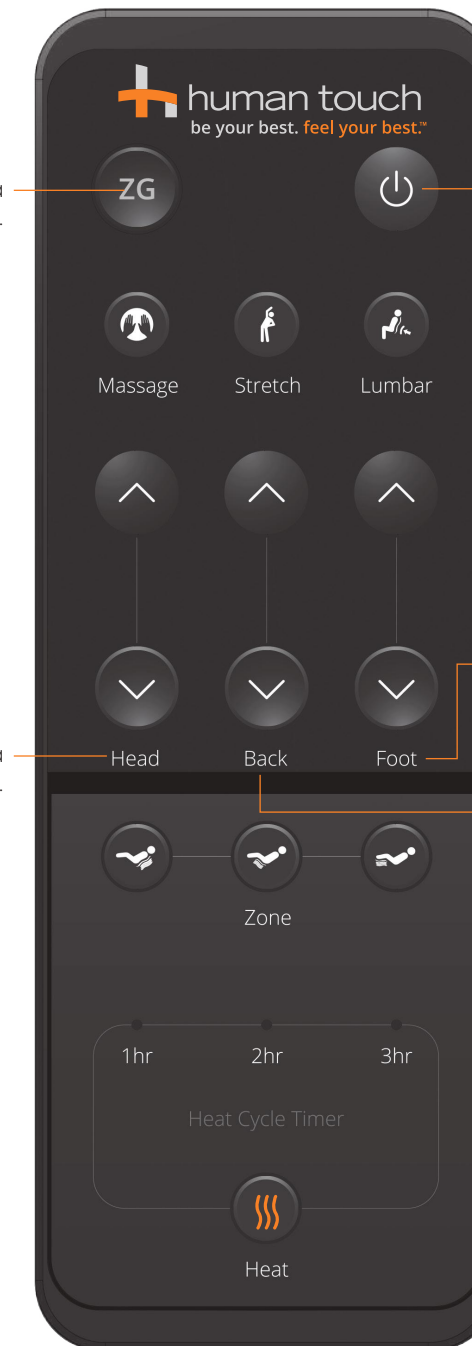 human touch
be your best. feel your best.™
ZG
Massage Stretch Lumbar
Head Back Foot
Zone
1hr 2hr 3hr
Heat Cycle Timer
Heat